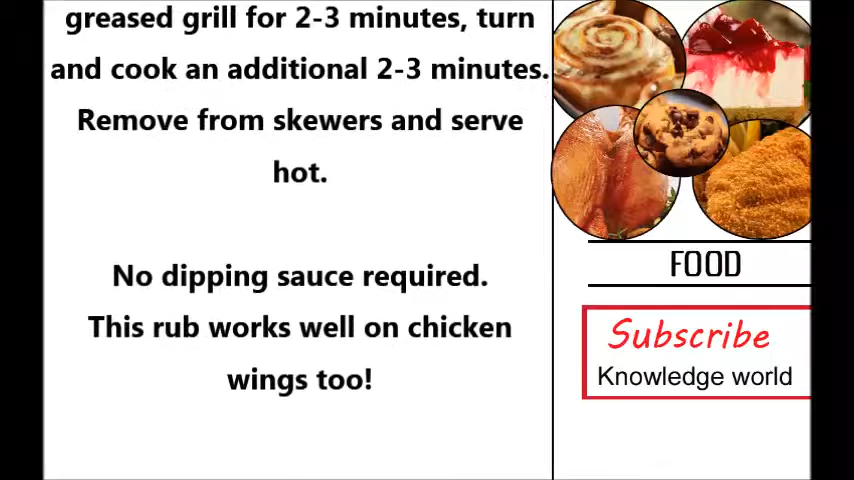 greased grill for 2-3 minutes, turn
and cook an additional 2-3 minutes.
Remove from skewers and serve
hot.
No dipping sauce required.
This rub works well on chicken
wings too!
FOOD
Subscribe
Knowledge world